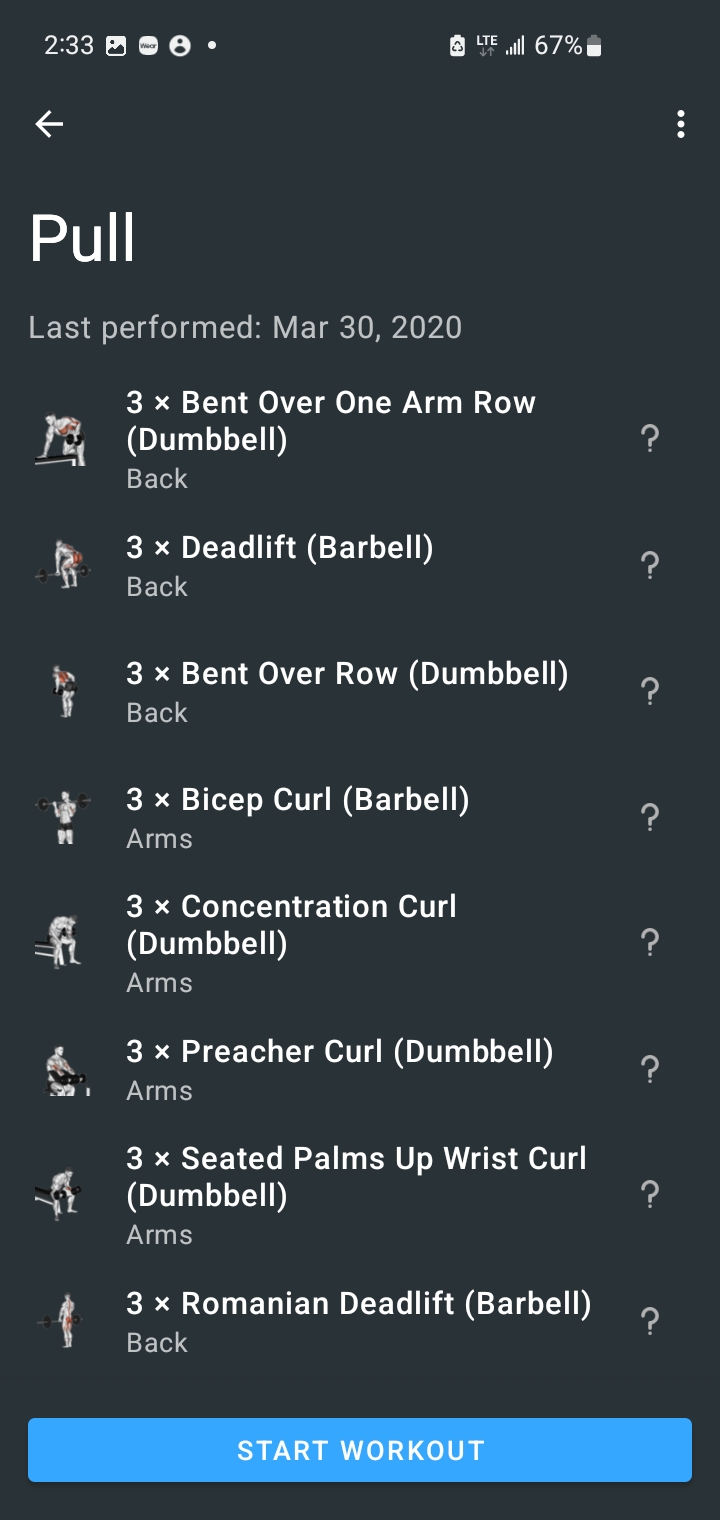 2:33 Wear LTE 67%
Pull
Last performed: Mar 30, 2020
3 × Bent Over One Arm Row
(Dumbbell)
Back
?
3 × Deadlift (Barbell)
Back
?
3 × Bent Over Row (Dumbbell)
Back
?
3 × Bicep Curl (Barbell)
Arms
?
3 × Concentration Curl
(Dumbbell)
Arms
?
3 × Preacher Curl (Dumbbell)
Arms
?
3 × Seated Palms Up Wrist Curl
(Dumbbell)
Arms
?
3 × Romanian Deadlift (Barbell)
Back
?
START WORKOUT